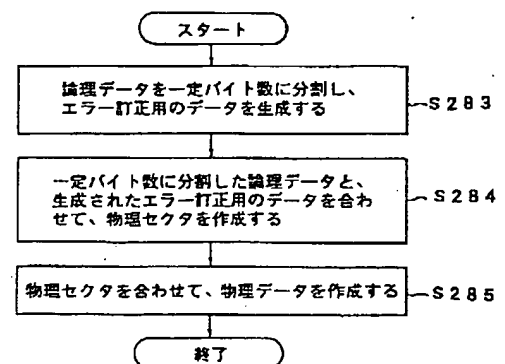 スタート
論理データを一定バイト数に分割し、
エラー訂正用のデータを生成する
S283
一定バイト数に分割した論理データと、
生成されたエラー訂正用のデータを合わ
せて、物理セクタを作成する
S284
物理セクタを合わせて、物理データを作成する
S285
終了